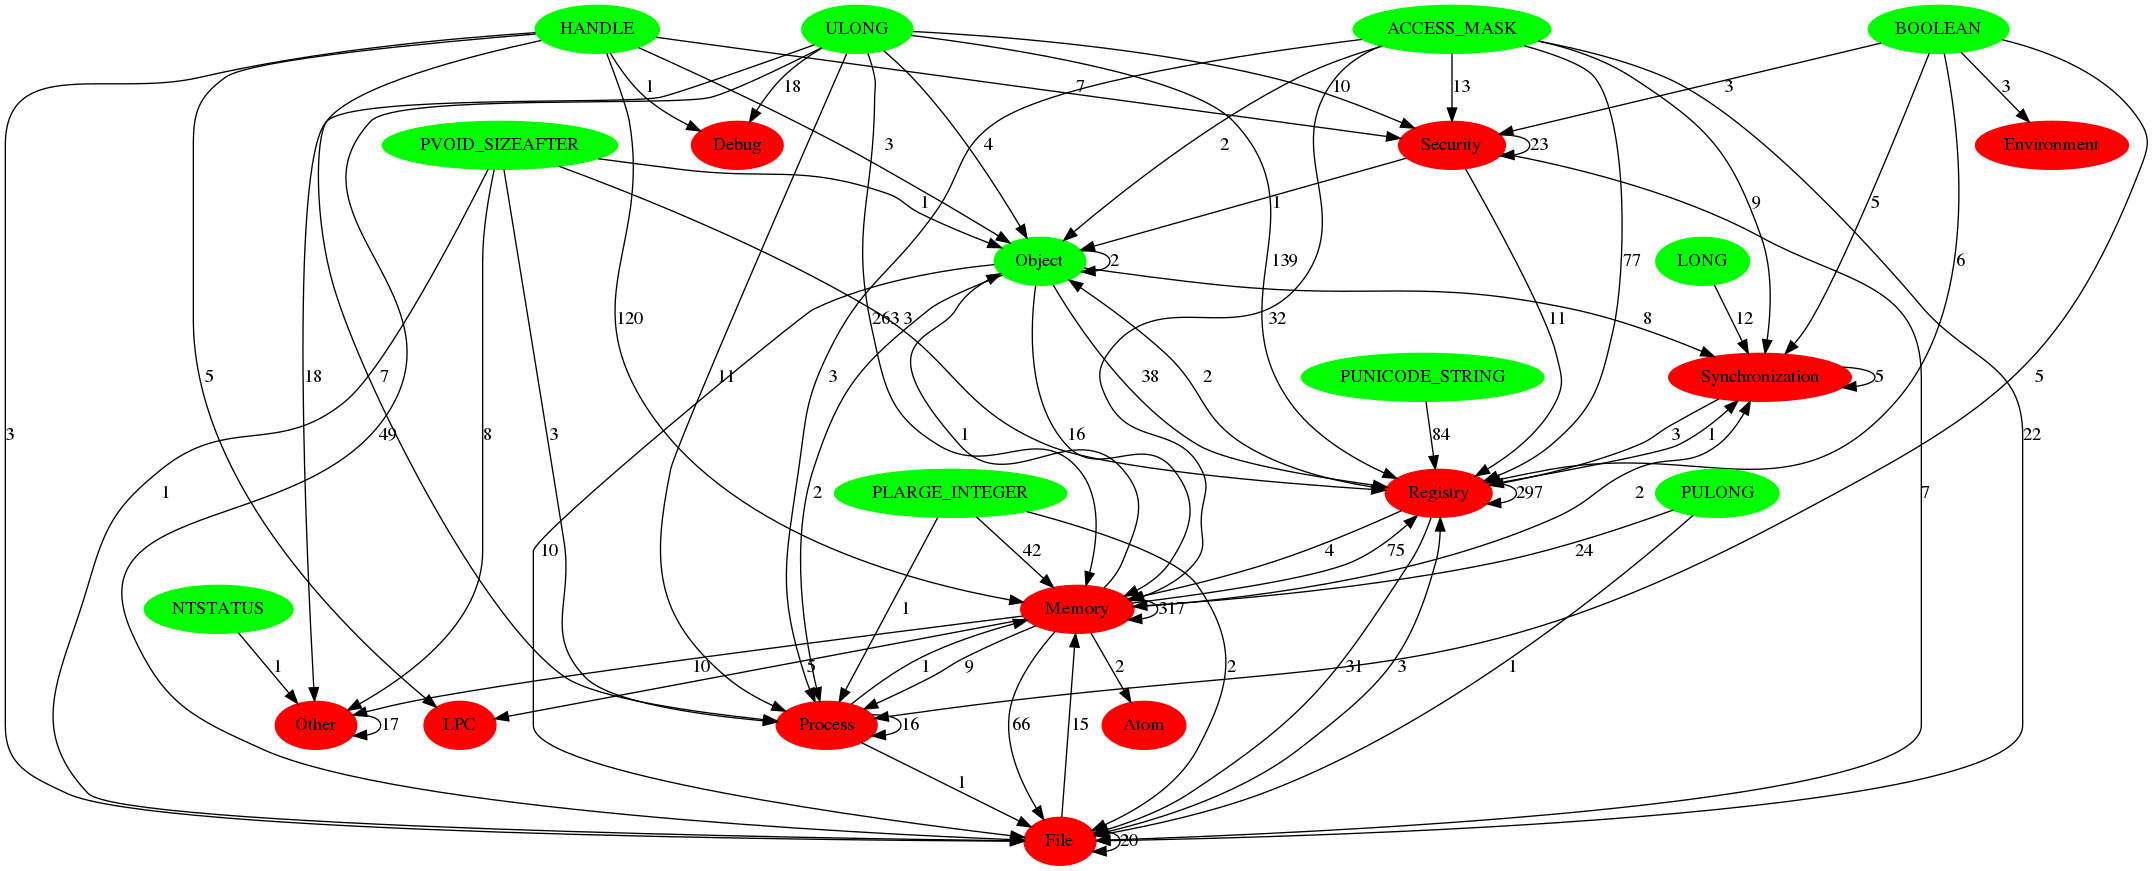 HANDLE ULONG ACCESS_MASK BOOLEAN
1 18 7 10 13 3 3
PVOID_SIZEAFTER Debug Security 23 Environment
1 3 4 2 1 9 5
Object 2 139 77 LONG 6
120 263 3 32 11 8 12
5 18 7 11 3 38 2 PUNICODE_STRING Synchronization 5 5
3 49 8 3 1 16 84 3 1 22
1 2 PLARGE_INTEGER Registry 297 2 PULONG 7
10 42 4 75 24
NTSTATUS 1 Memory 317
1 10 5 1 9 2 2 31 3 1
Other 17 LPC Process 16 66 15 Atom
1
File 20